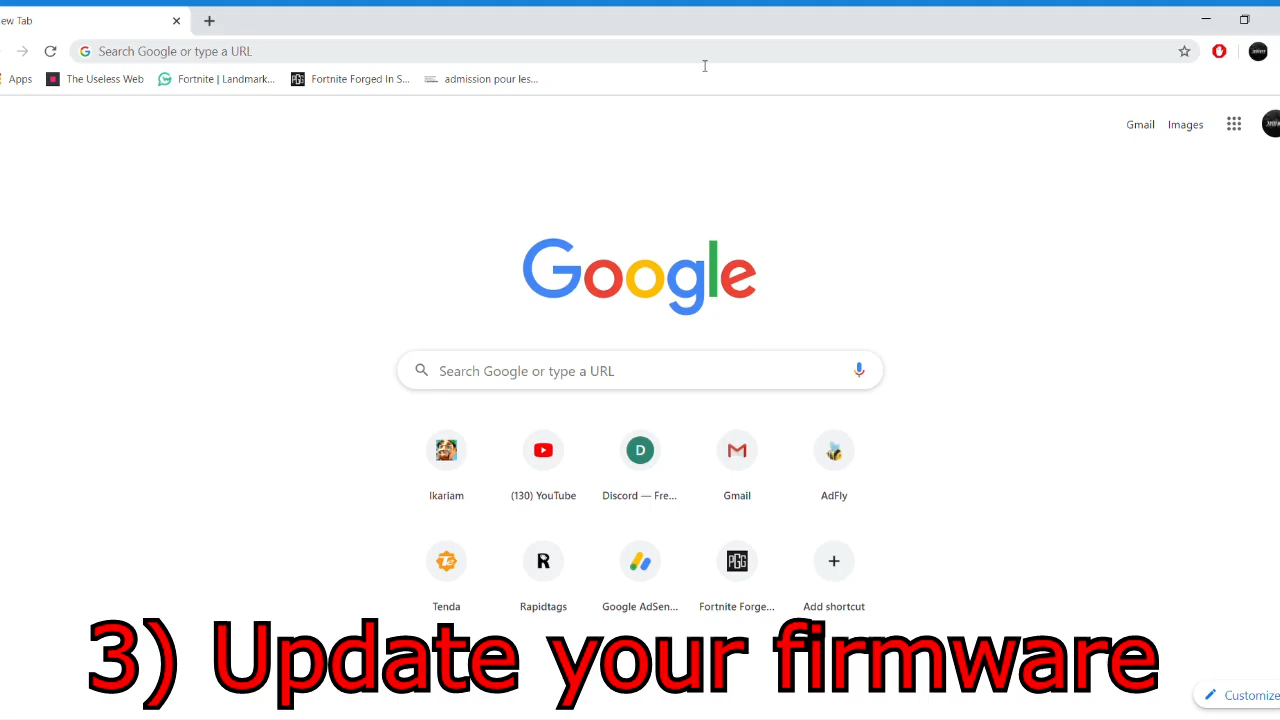 ew Tab
Search Google or type a URL
Apps The Useless Web Fortnite | Landmark... Fortnite Forged In S... admission pour les...
Gmail Images
Google
Search Google or type a URL
Ikariam (130) YouTube Discord — Fre... Gmail AdFly
Tenda Rapidtags Google AdSen... Fortnite Forge... Add shortcut
3) Update your firmware
Customize